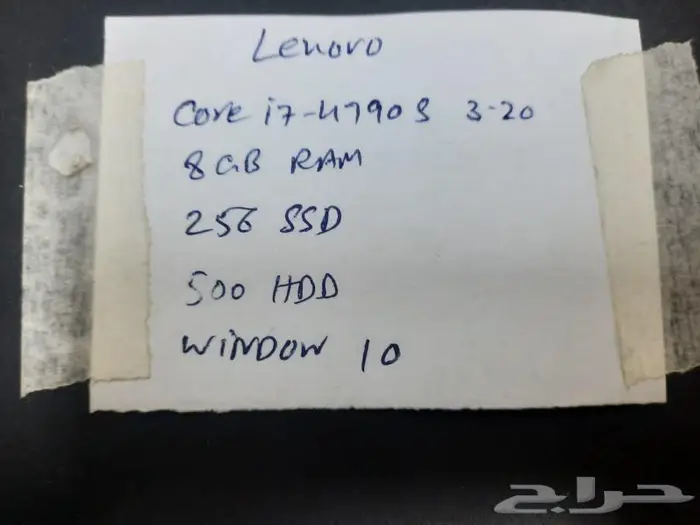 Lenovo
Core i7-4790S 3.20
8GB RAM
256 SSD
500 HDD
WINDOW 10
حراج